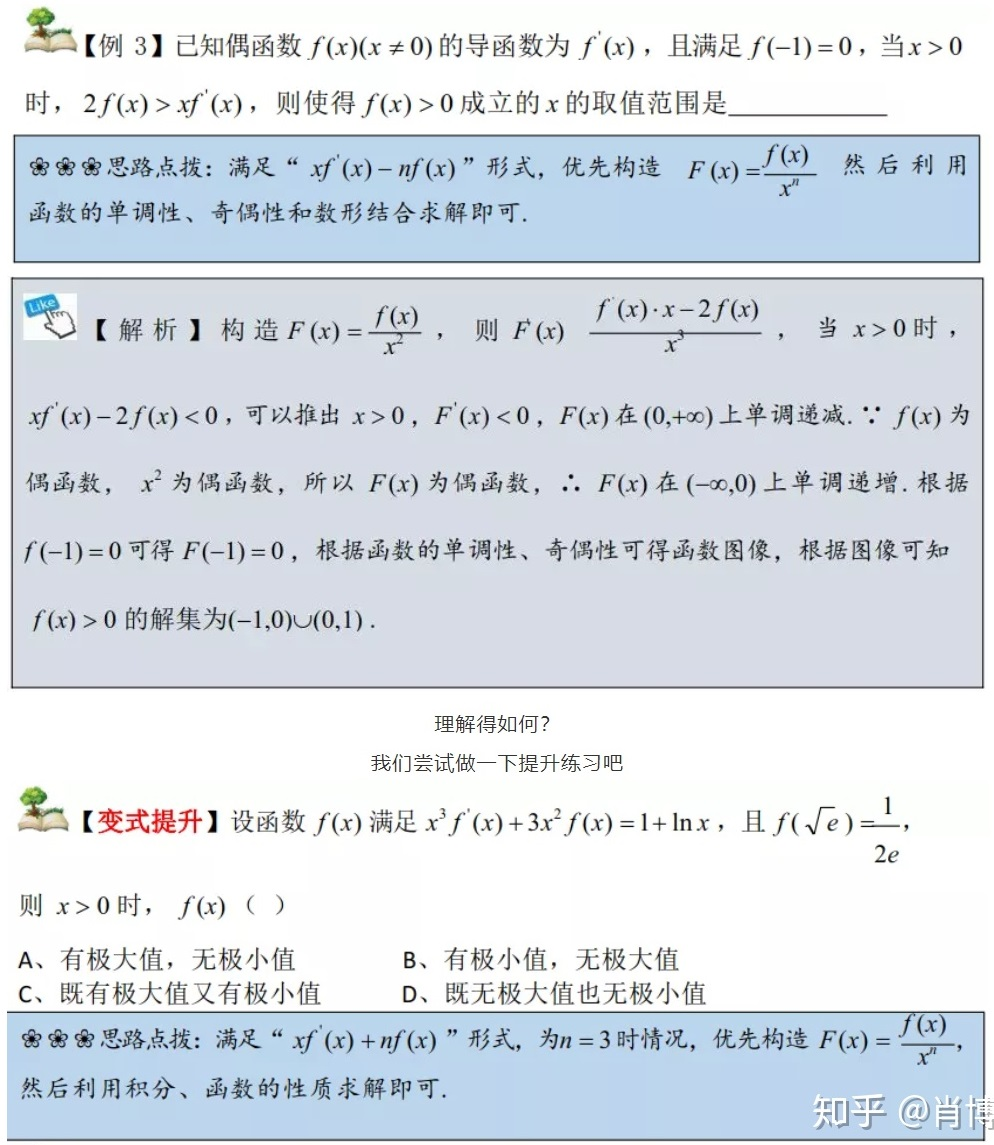 【例 3】已知偶函数 f(x)(x ≠ 0) 的导函数为 f'(x)，且满足 f(−1) = 0，当 x > 0
时，2f(x) > xf'(x)，则使得 f(x) > 0 成立的 x 的取值范围是____________
❀❀❀思路点拨：满足“ xf'(x) − nf(x) ”形式，优先构造 F(x) = f(x)/x^n 然后利用
函数的单调性、奇偶性和数形结合求解即可.
Like
【解析】构造 F(x) = f(x)/x²，则 F'(x) (f'(x)·x − 2f(x))/x³，当 x > 0 时，
xf'(x) − 2f(x) < 0，可以推出 x > 0，F'(x) < 0，F(x) 在 (0,+∞) 上单调递减. ∵ f(x) 为
偶函数，x² 为偶函数，所以 F(x) 为偶函数，∴ F(x) 在 (−∞,0) 上单调递增. 根据
f(−1) = 0 可得 F(−1) = 0，根据函数的单调性、奇偶性可得函数图像，根据图像可知
f(x) > 0 的解集为(−1,0)∪(0,1) .
理解得如何？
我们尝试做一下提升练习吧
【变式提升】设函数 f(x) 满足 x³f'(x) + 3x²f(x) = 1 + ln x，且 f(√e) = 1/2e，
则 x > 0 时，f(x)（ ）
A、有极大值，无极小值 B、有极小值，无极大值
C、既有极大值又有极小值 D、既无极大值也无极小值
❀❀❀思路点拨：满足“ xf'(x) + nf(x) ”形式，为n = 3 时情况，优先构造 F(x) = f(x)/x^n，
然后利用积分、函数的性质求解即可.
知乎 @肖博